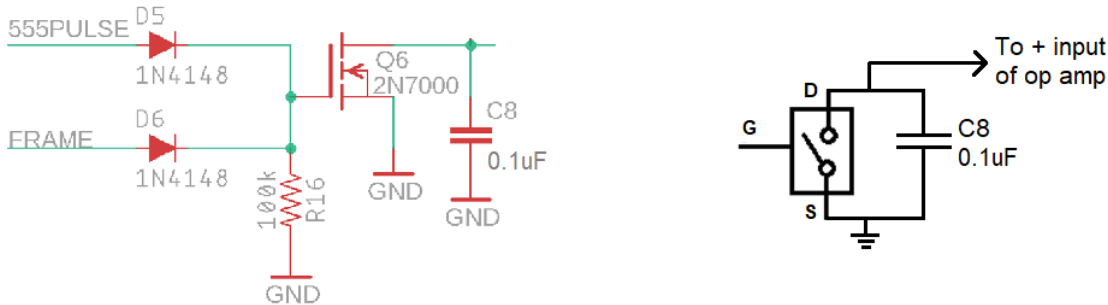 555PULSE
D5
1N4148
Q6
2N7000
FRAME
D6
1N4148
100k
R16
GND
GND
C8
0.1uF
GND
To + input
of op amp
D
G
S
C8
0.1uF